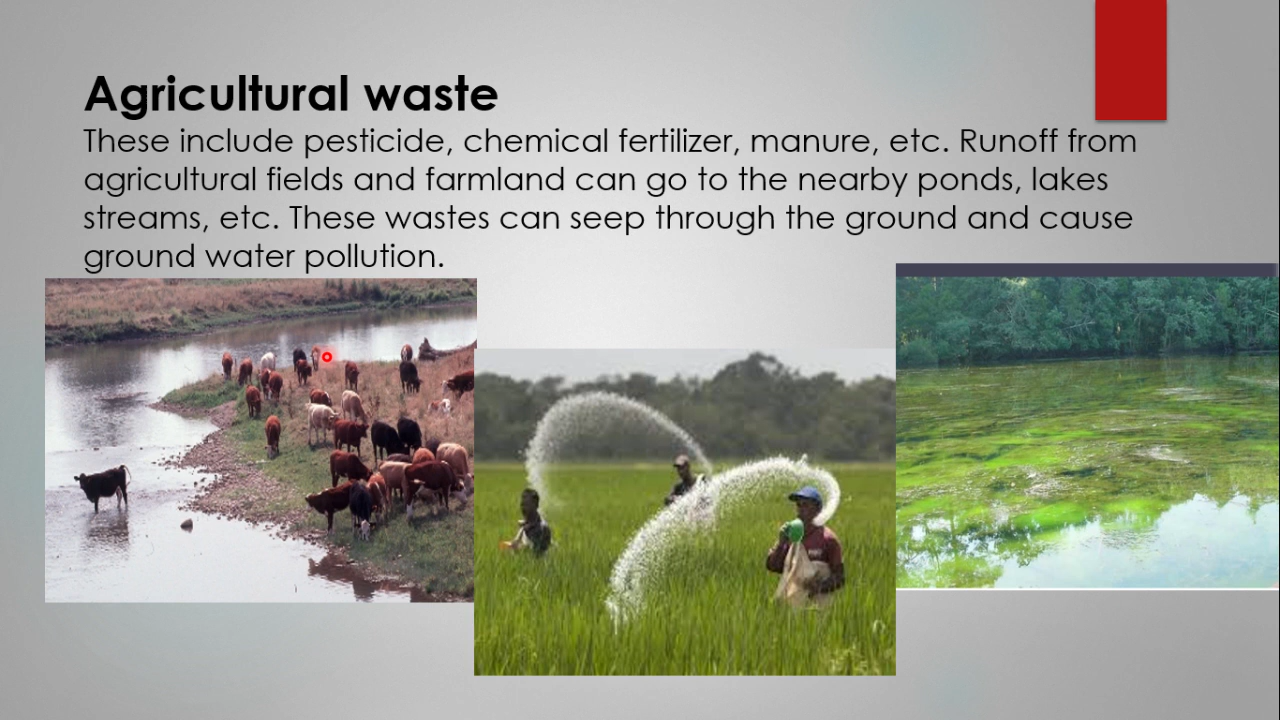 Agricultural waste
These include pesticide, chemical fertilizer, manure, etc. Runoff from
agricultural fields and farmland can go to the nearby ponds, lakes
streams, etc. These wastes can seep through the ground and cause
ground water pollution.